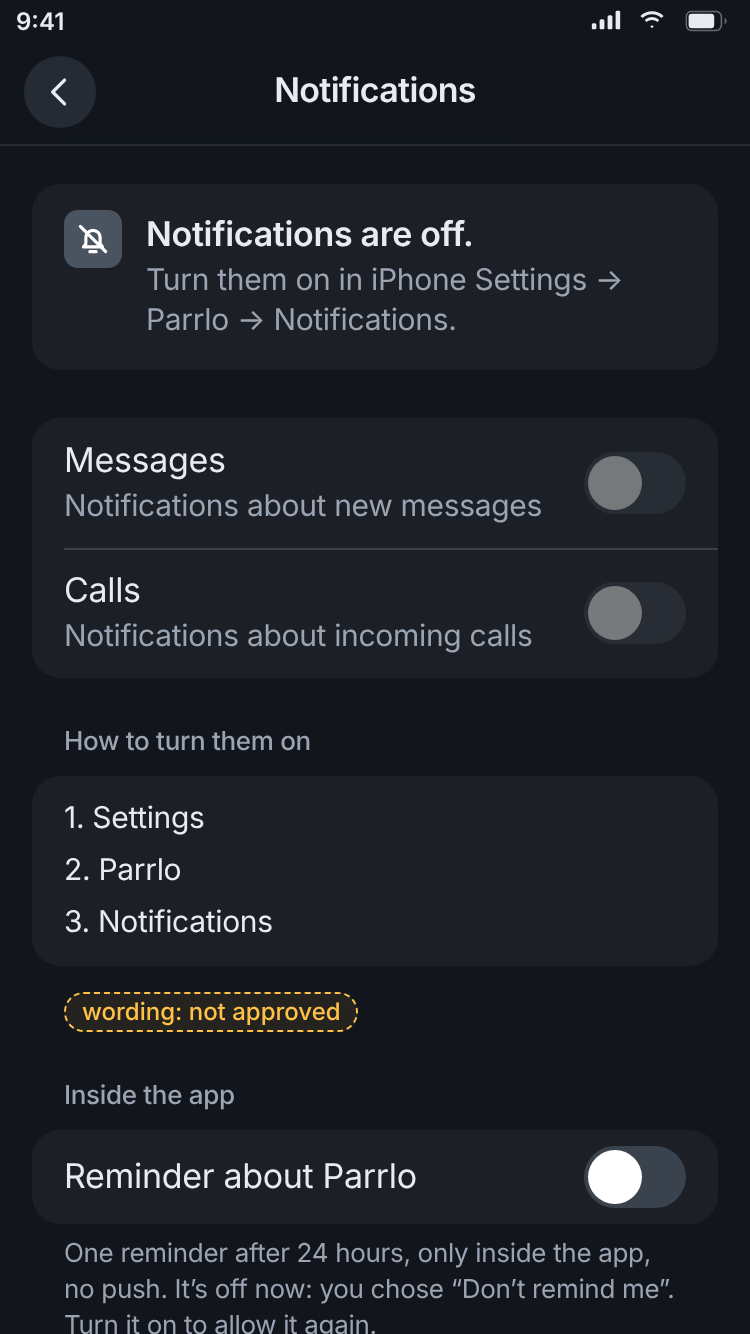 9:41
Notifications
Notifications are off.
Turn them on in iPhone Settings →
Parrlo → Notifications.
Messages
Notifications about new messages
Calls
Notifications about incoming calls
How to turn them on
1. Settings
2. Parrlo
3. Notifications
wording: not approved
Inside the app
Reminder about Parrlo
One reminder after 24 hours, only inside the app,
no push. It’s off now: you chose “Don’t remind me”.
Turn it on to allow it again.